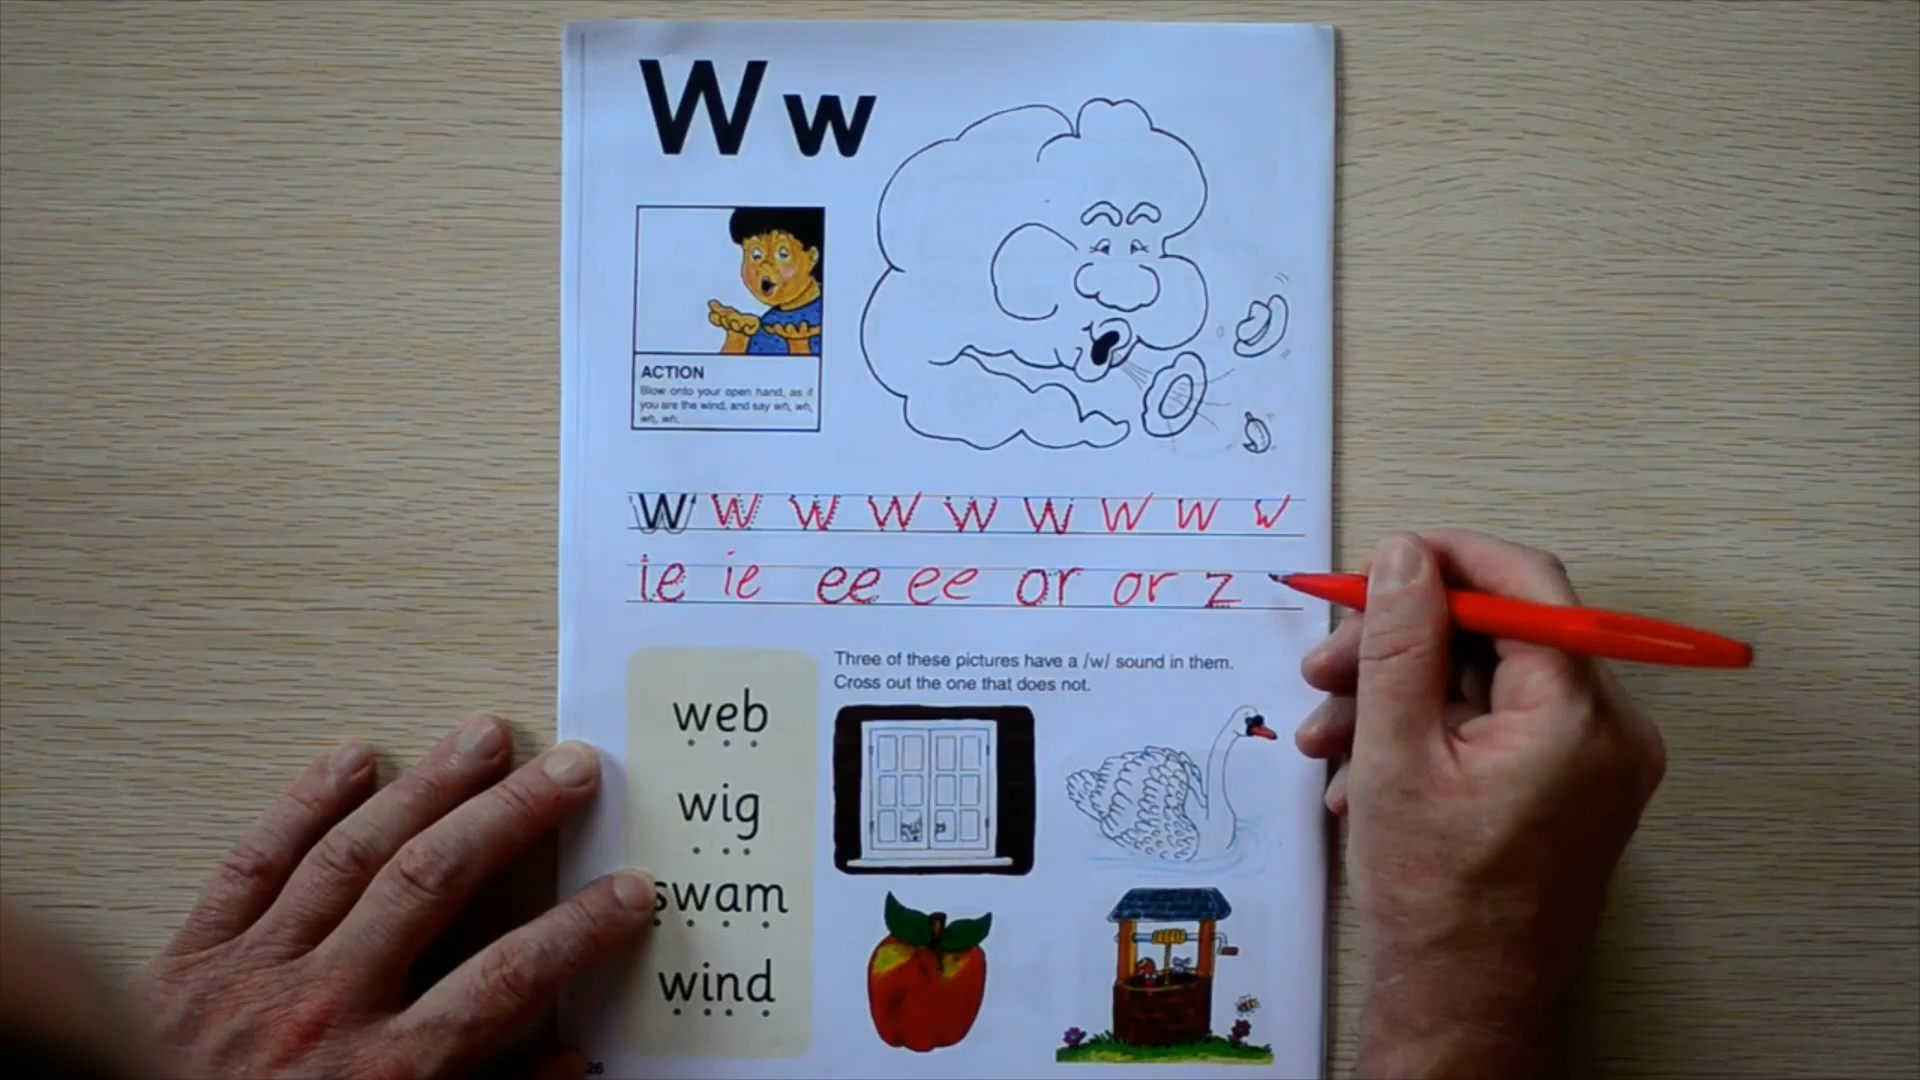 W w
ACTION
Blow onto your open hand, as if
you are the wind, and say wh, wh,
wh, wh.
w w w w w w w w w
ie ie ee ee or or z
Three of these pictures have a /w/ sound in them.
Cross out the one that does not.
web
wig
swam
wind
26